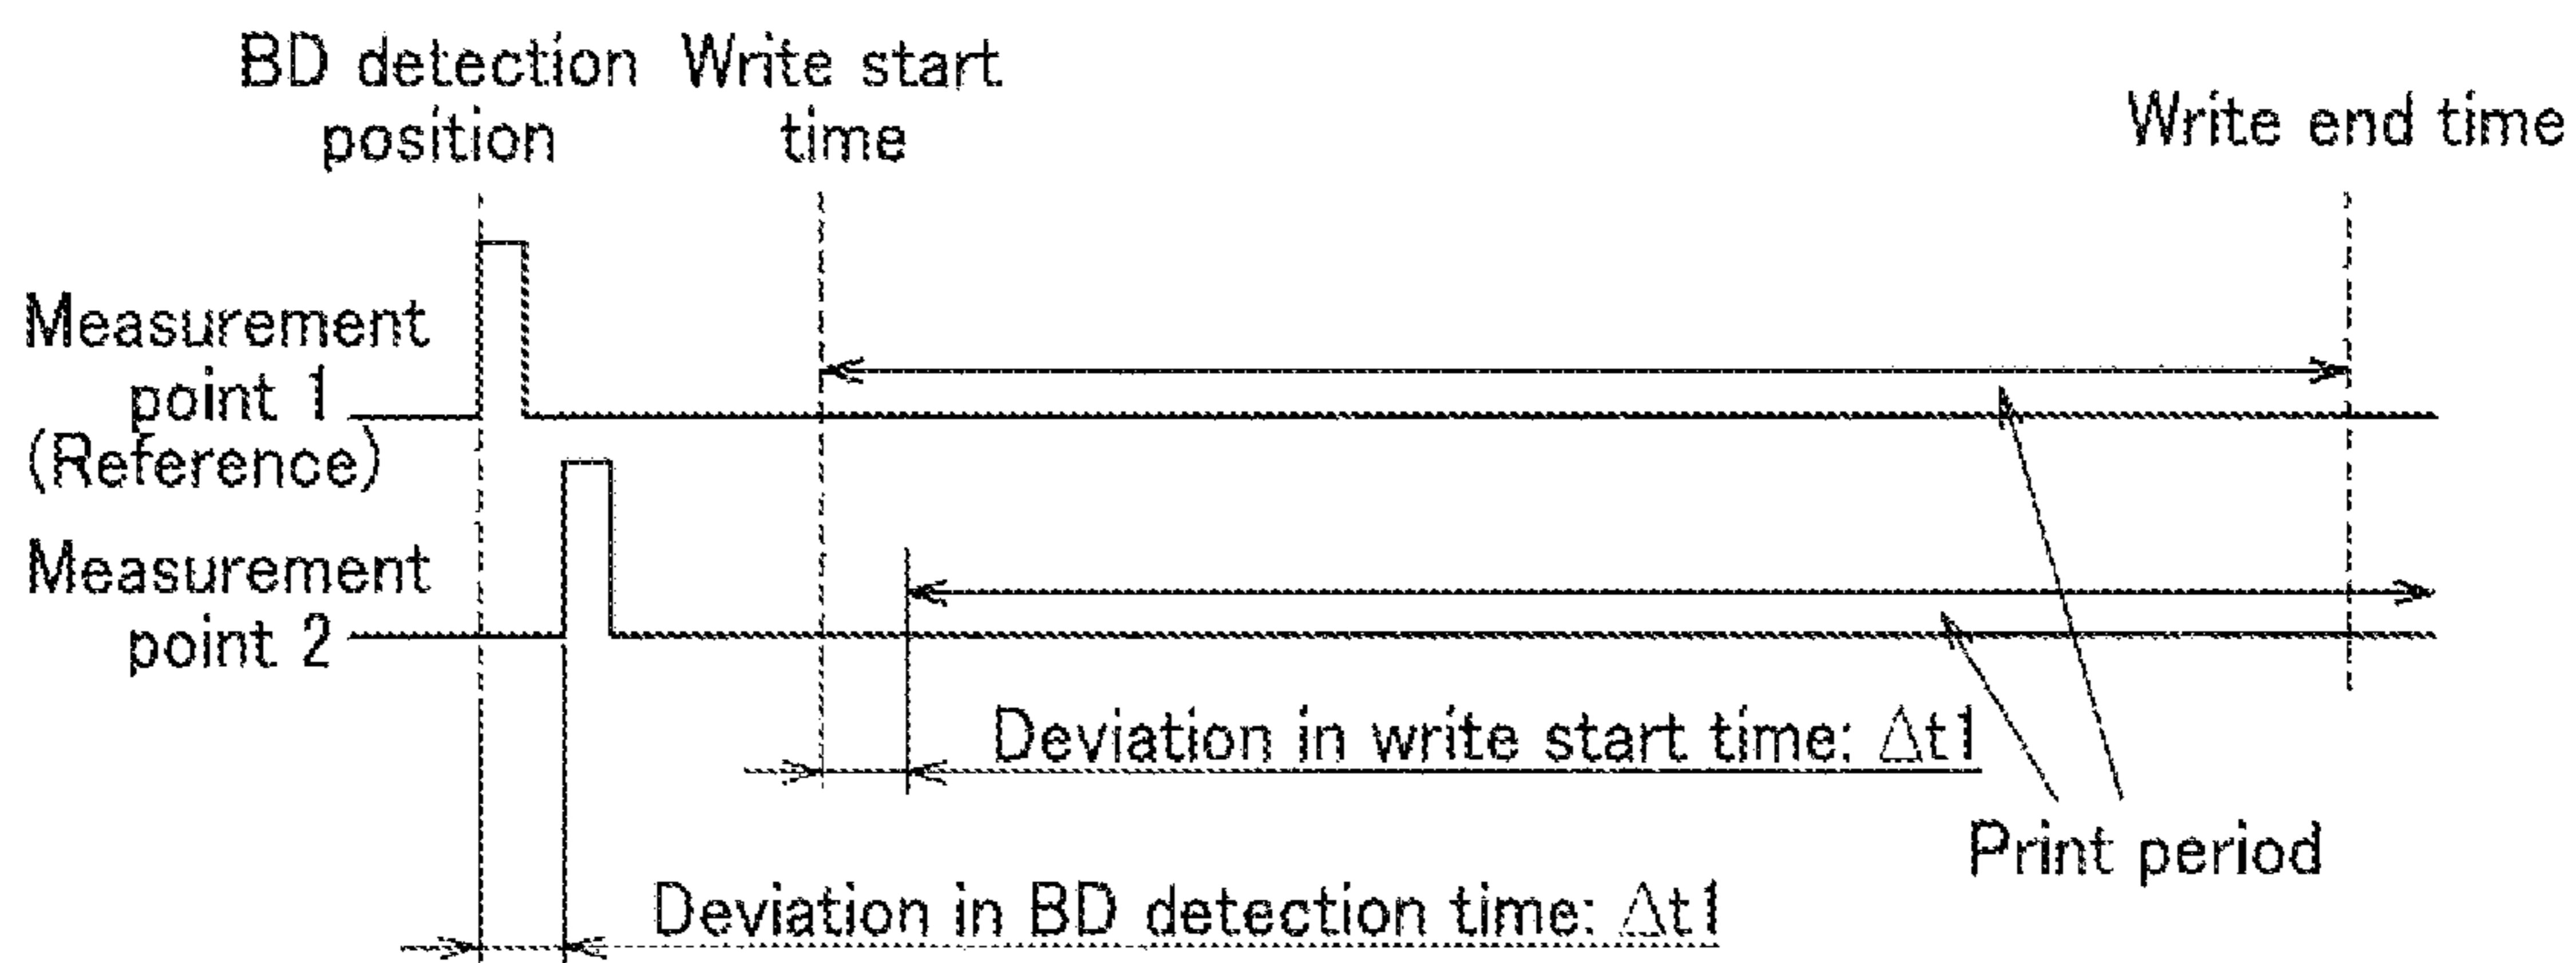 BD detection
position
Write start
time
Write end time
Measurement
point 1
(Reference)
Measurement
point 2
Deviation in write start time: Δt1
Print period
Deviation in BD detection time: Δt1